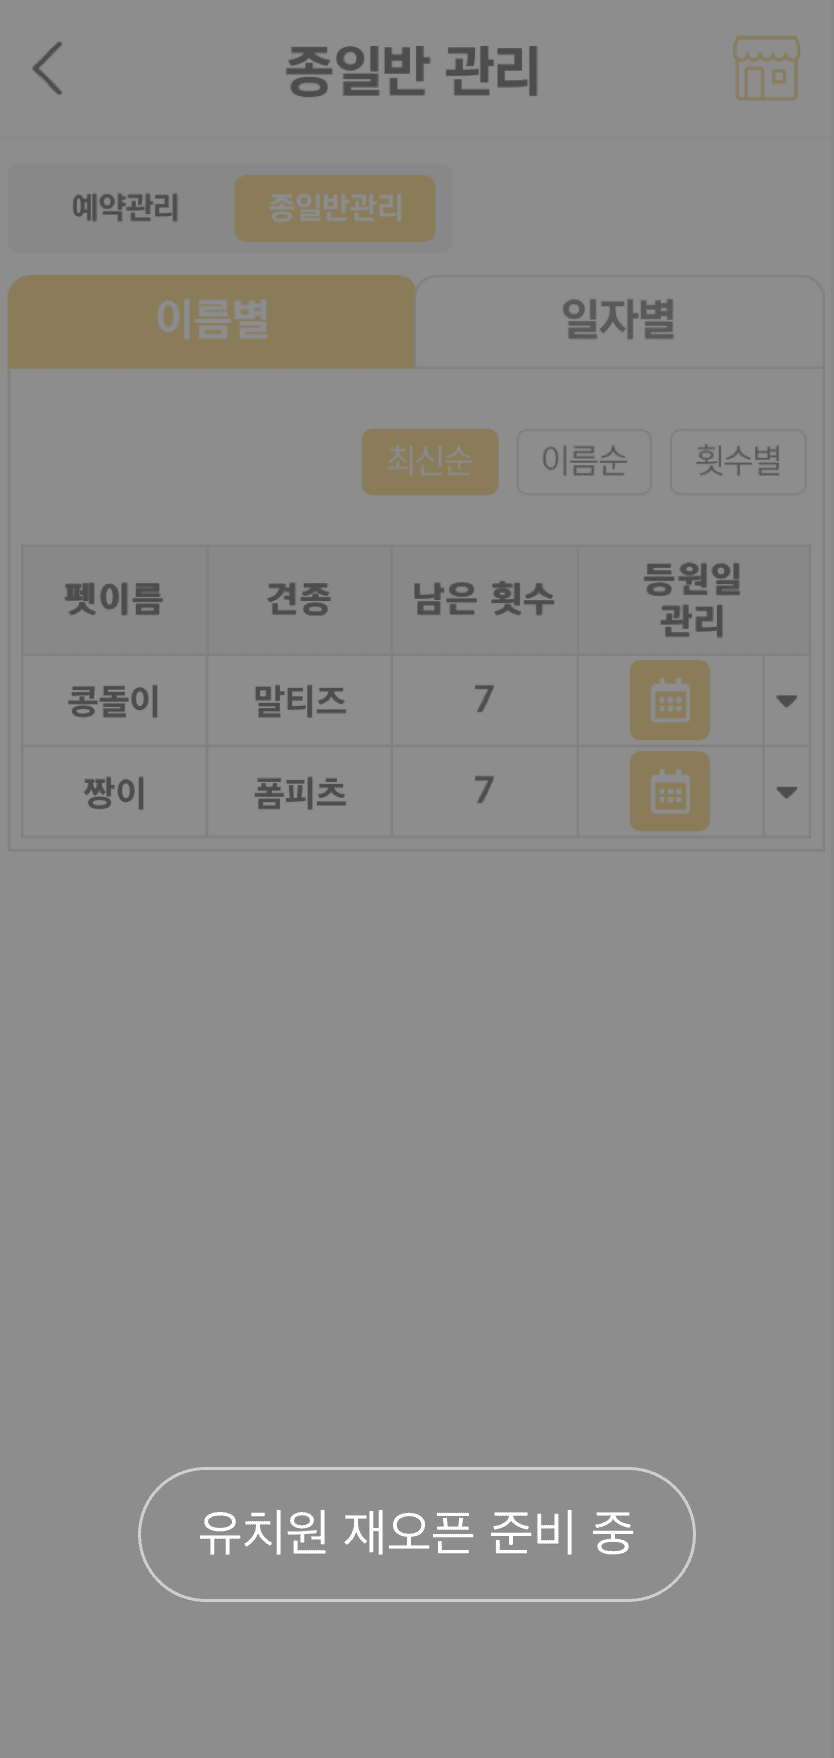 종일반 관리
예약관리 종일반관리
이름별 일자별
최신순 이름순 횟수별
펫이름 견종 남은 횟수 등원일 관리
콩돌이 말티즈 7
짱이 폼피츠 7
유치원 재오픈 준비 중